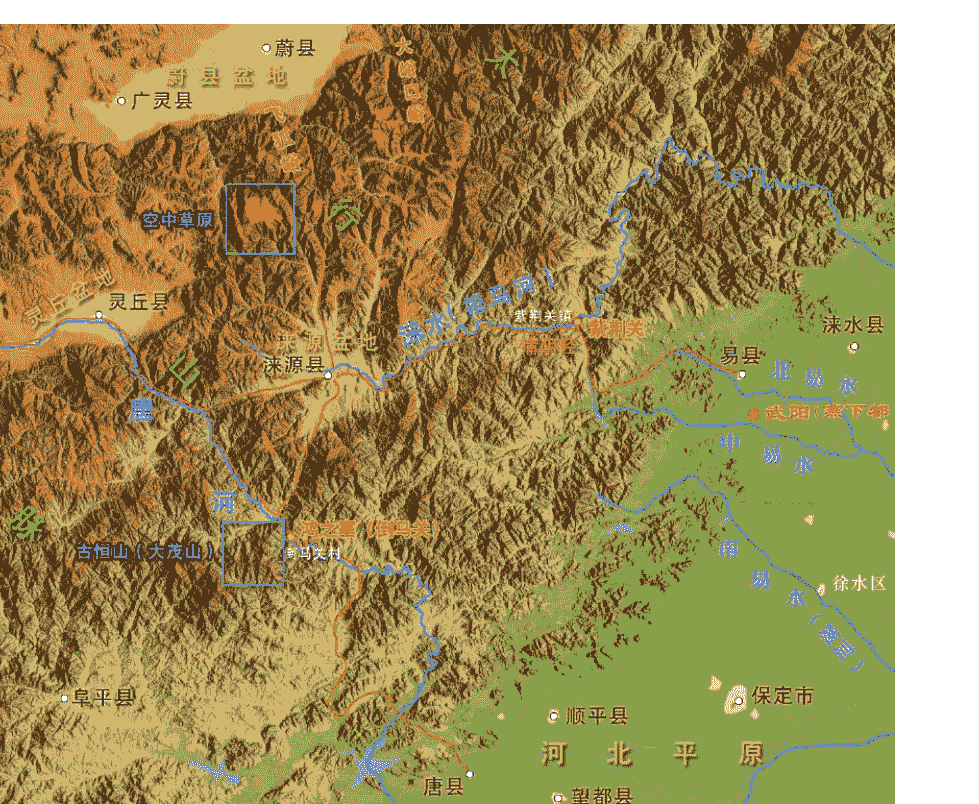 蔚县
蔚县盆地
广灵县
空中草原
灵丘盆地
灵丘县
涞水（拒马河）
紫荆关镇
紫荆关
涞源盆地
涞源县
涞水县
易县
北易水
武阳（燕下都
中易水
唐河
古恒山（大茂山）
（倒马关）
倒马关村
南易水
徐水区
阜平县
保定市
顺平县
河北平原
唐县
望都县